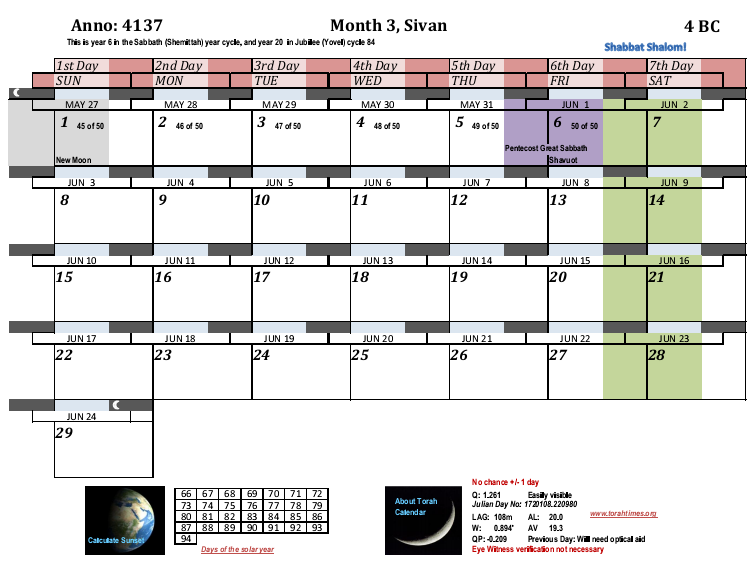 Anno: 4137 Month 3, Sivan 4 BC
This is year 6 in the Sabbath (Shemittah) year cycle, and year 20 in Jubillee (Yovel) cycle 84
Shabbat Shalom!
1st Day 2nd Day 3rd Day 4th Day 5th Day 6th Day 7th Day
SUN MON TUE WED THU FRI SAT
MAY 27 MAY 28 MAY 29 MAY 30 MAY 31 JUN 1 JUN 2
1 45 of 50 2 46 of 50 3 47 of 50 4 48 of 50 5 49 of 50 6 50 of 50 7
Pentecost Great Sabbath
New Moon Shavuot
JUN 3 JUN 4 JUN 5 JUN 6 JUN 7 JUN 8 JUN 9
8 9 10 11 12 13 14
JUN 10 JUN 11 JUN 12 JUN 13 JUN 14 JUN 15 JUN 16
15 16 17 18 19 20 21
JUN 17 JUN 18 JUN 19 JUN 20 JUN 21 JUN 22 JUN 23
22 23 24 25 26 27 28
JUN 24
29
Calculate Sunset
66 67 68 69 70 71 72
73 74 75 76 77 78 79
80 81 82 83 84 85 86
87 88 89 90 91 92 93
94
Days of the solar year
About Torah
Calendar
No chance +/- 1 day
Q: 1.261 Easily visible
Julian Day No: 1720108.220980
LAG: 108m AL: 20.0
W: 0.894" AV 19.3
QP: -0.209 Previous Day: Will need optical aid
Eye Witness verification not necessary
www.torahtimes.org